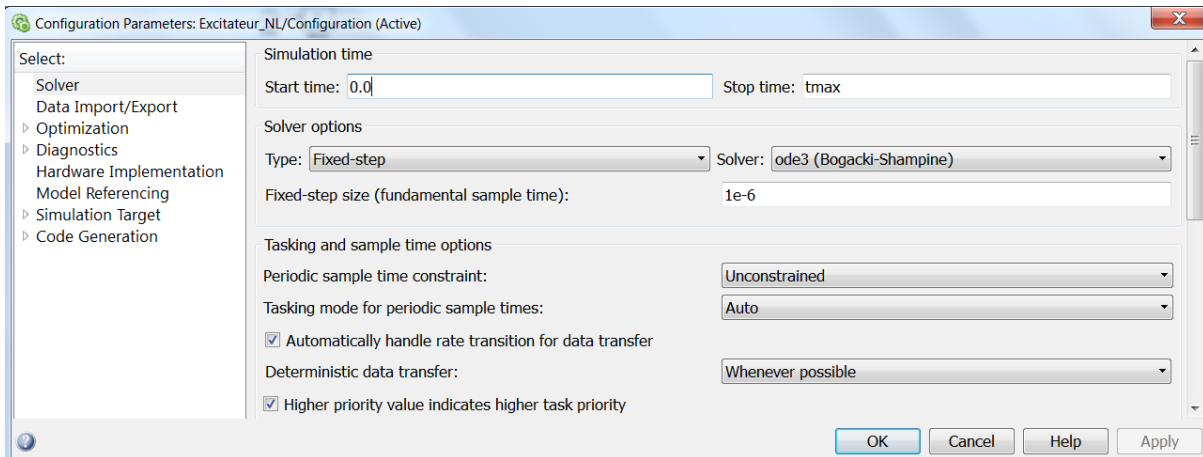 Configuration Parameters: Excitateur_NL/Configuration (Active)
Select:
Solver
Data Import/Export
Optimization
Diagnostics
Hardware Implementation
Model Referencing
Simulation Target
Code Generation
Simulation time
Start time: 0.0 Stop time: tmax
Solver options
Type: Fixed-step Solver: ode3 (Bogacki-Shampine)
Fixed-step size (fundamental sample time): 1e-6
Tasking and sample time options
Periodic sample time constraint: Unconstrained
Tasking mode for periodic sample times: Auto
Automatically handle rate transition for data transfer
Deterministic data transfer: Whenever possible
Higher priority value indicates higher task priority
OK Cancel Help Apply